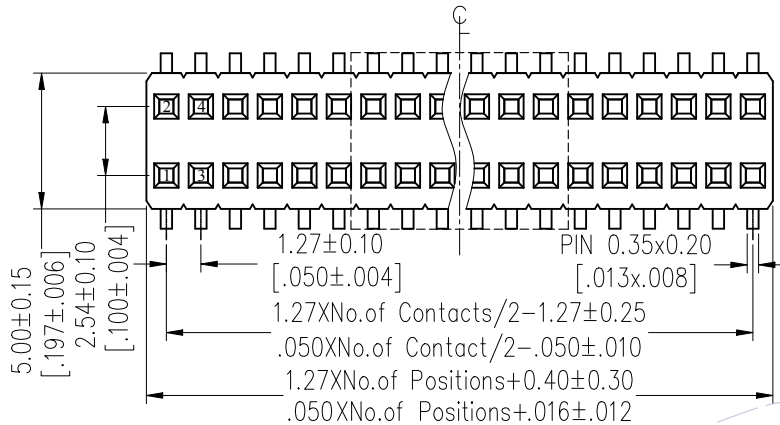 ℄
2 4
1 3
5.00±0.15
[.197±.006]
2.54±0.10
[.100±.004]
1.27±0.10
[.050±.004]
PIN 0.35x0.20
[.013x.008]
1.27XNo.of Contacts/2-1.27±0.25
.050XNo.of Contact/2-.050±.010
1.27XNo.of Positions+0.40±0.30
.050XNo.of Positions+.016±.012